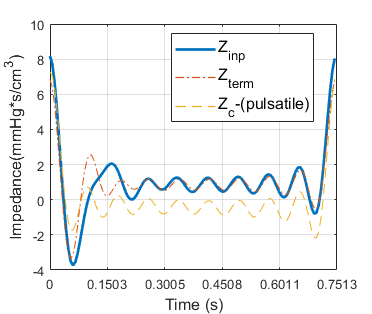 10
8
6
4
2
0
-2
-4
Impedance(mmHg*s/cm³)
Z_inp
Z_term
Z_c-(pulsatile)
0 0.1503 0.3005 0.4508 0.6011 0.7513
Time (s)